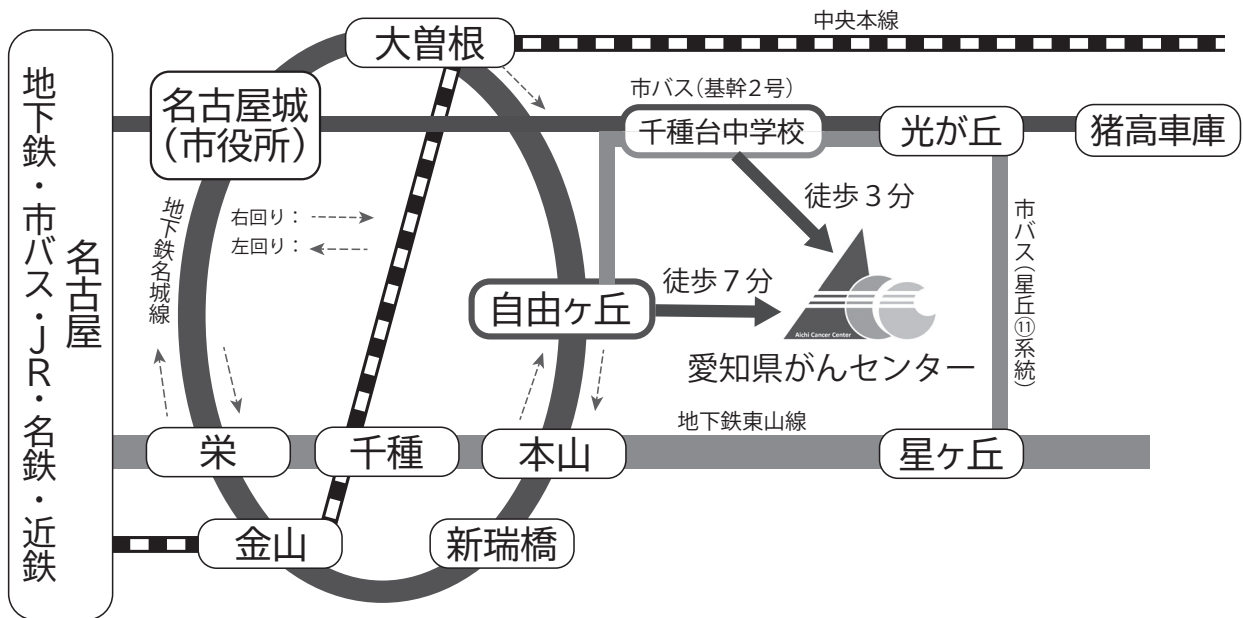 中央本線
大曽根
地下鉄・市バス・JR・名鉄・近鉄
名古屋
名古屋城
(市役所)
市バス(基幹2号)
千種台中学校
光が丘
猪高車庫
徒歩3分
地下鉄名城線
右回り:
左回り:
市バス(星丘⑪系統)
自由ヶ丘
徒歩7分
Aichi Cancer Center
愛知県がんセンター
地下鉄東山線
栄
千種
本山
星ヶ丘
金山
新瑞橋